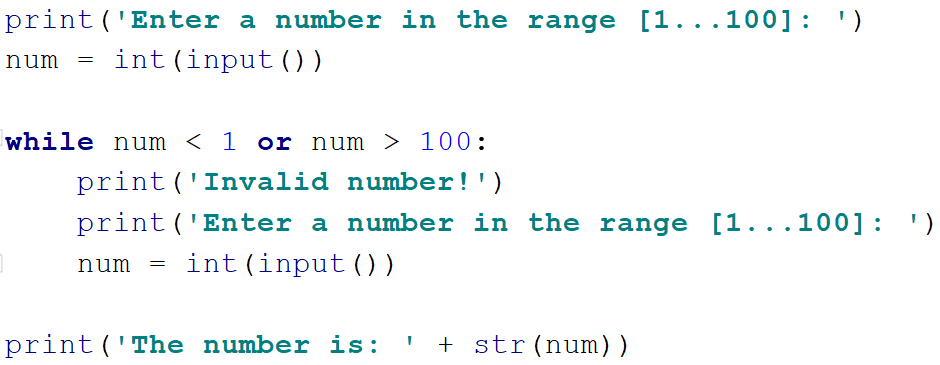 print('Enter a number in the range [1...100]: ')
num = int(input())
while num < 1 or num > 100:
    print('Invalid number!')
    print('Enter a number in the range [1...100]: ')
    num = int(input())
print('The number is: ' + str(num))